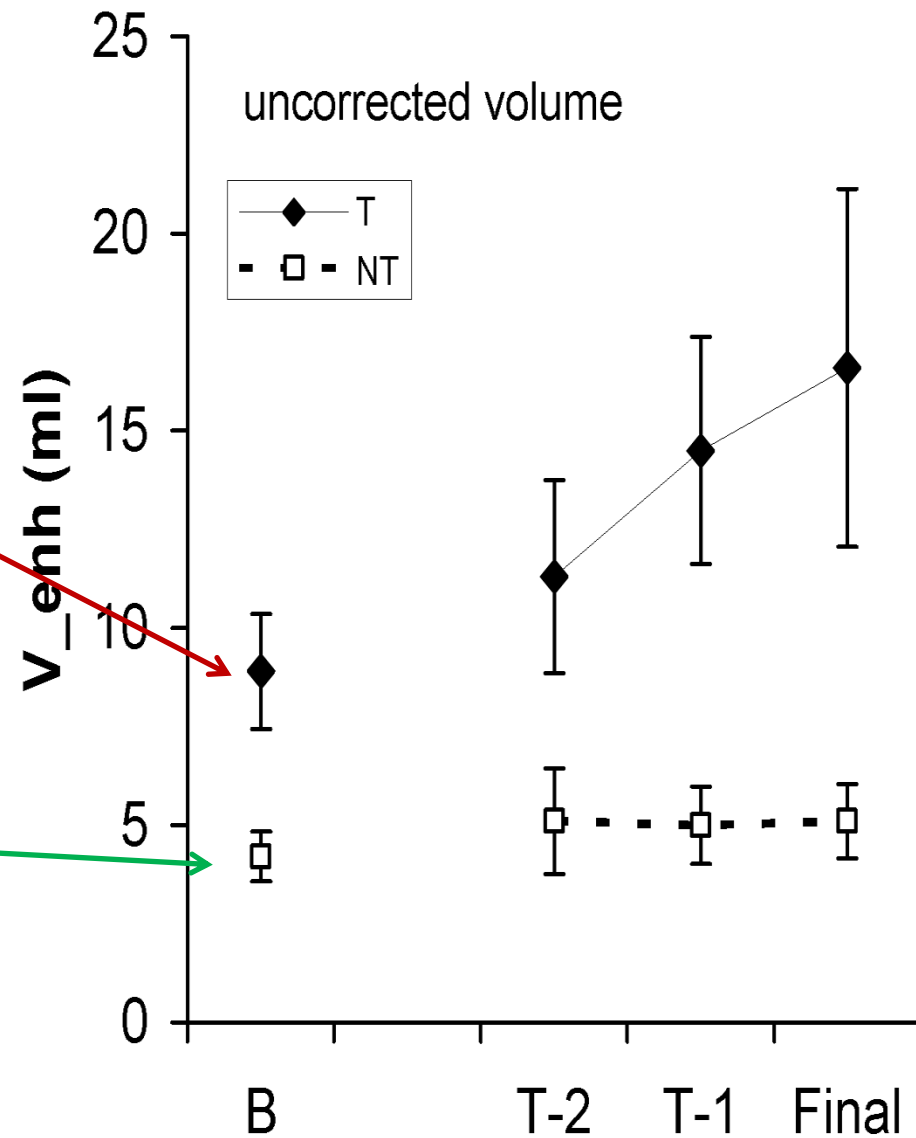 25
uncorrected volume
T
NT
20
15
10
5
0
V_enh (ml)
B T-2 T-1 Final